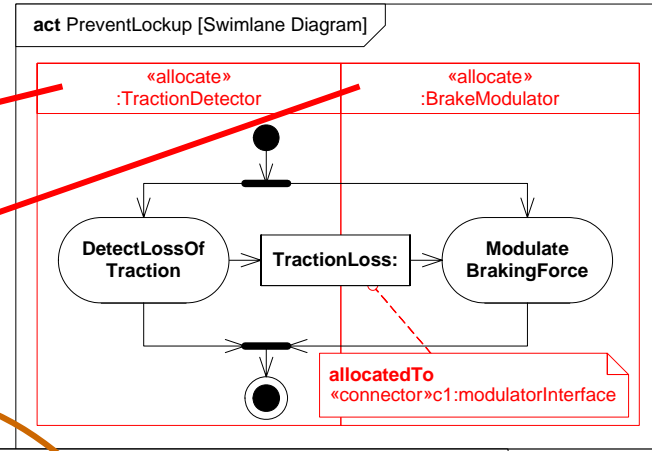 act PreventLockup [Swimlane Diagram]
«allocate»
:TractionDetector
«allocate»
:BrakeModulator
DetectLossOf
Traction
TractionLoss:
Modulate
BrakingForce
allocatedTo
«connector»c1:modulatorInterface